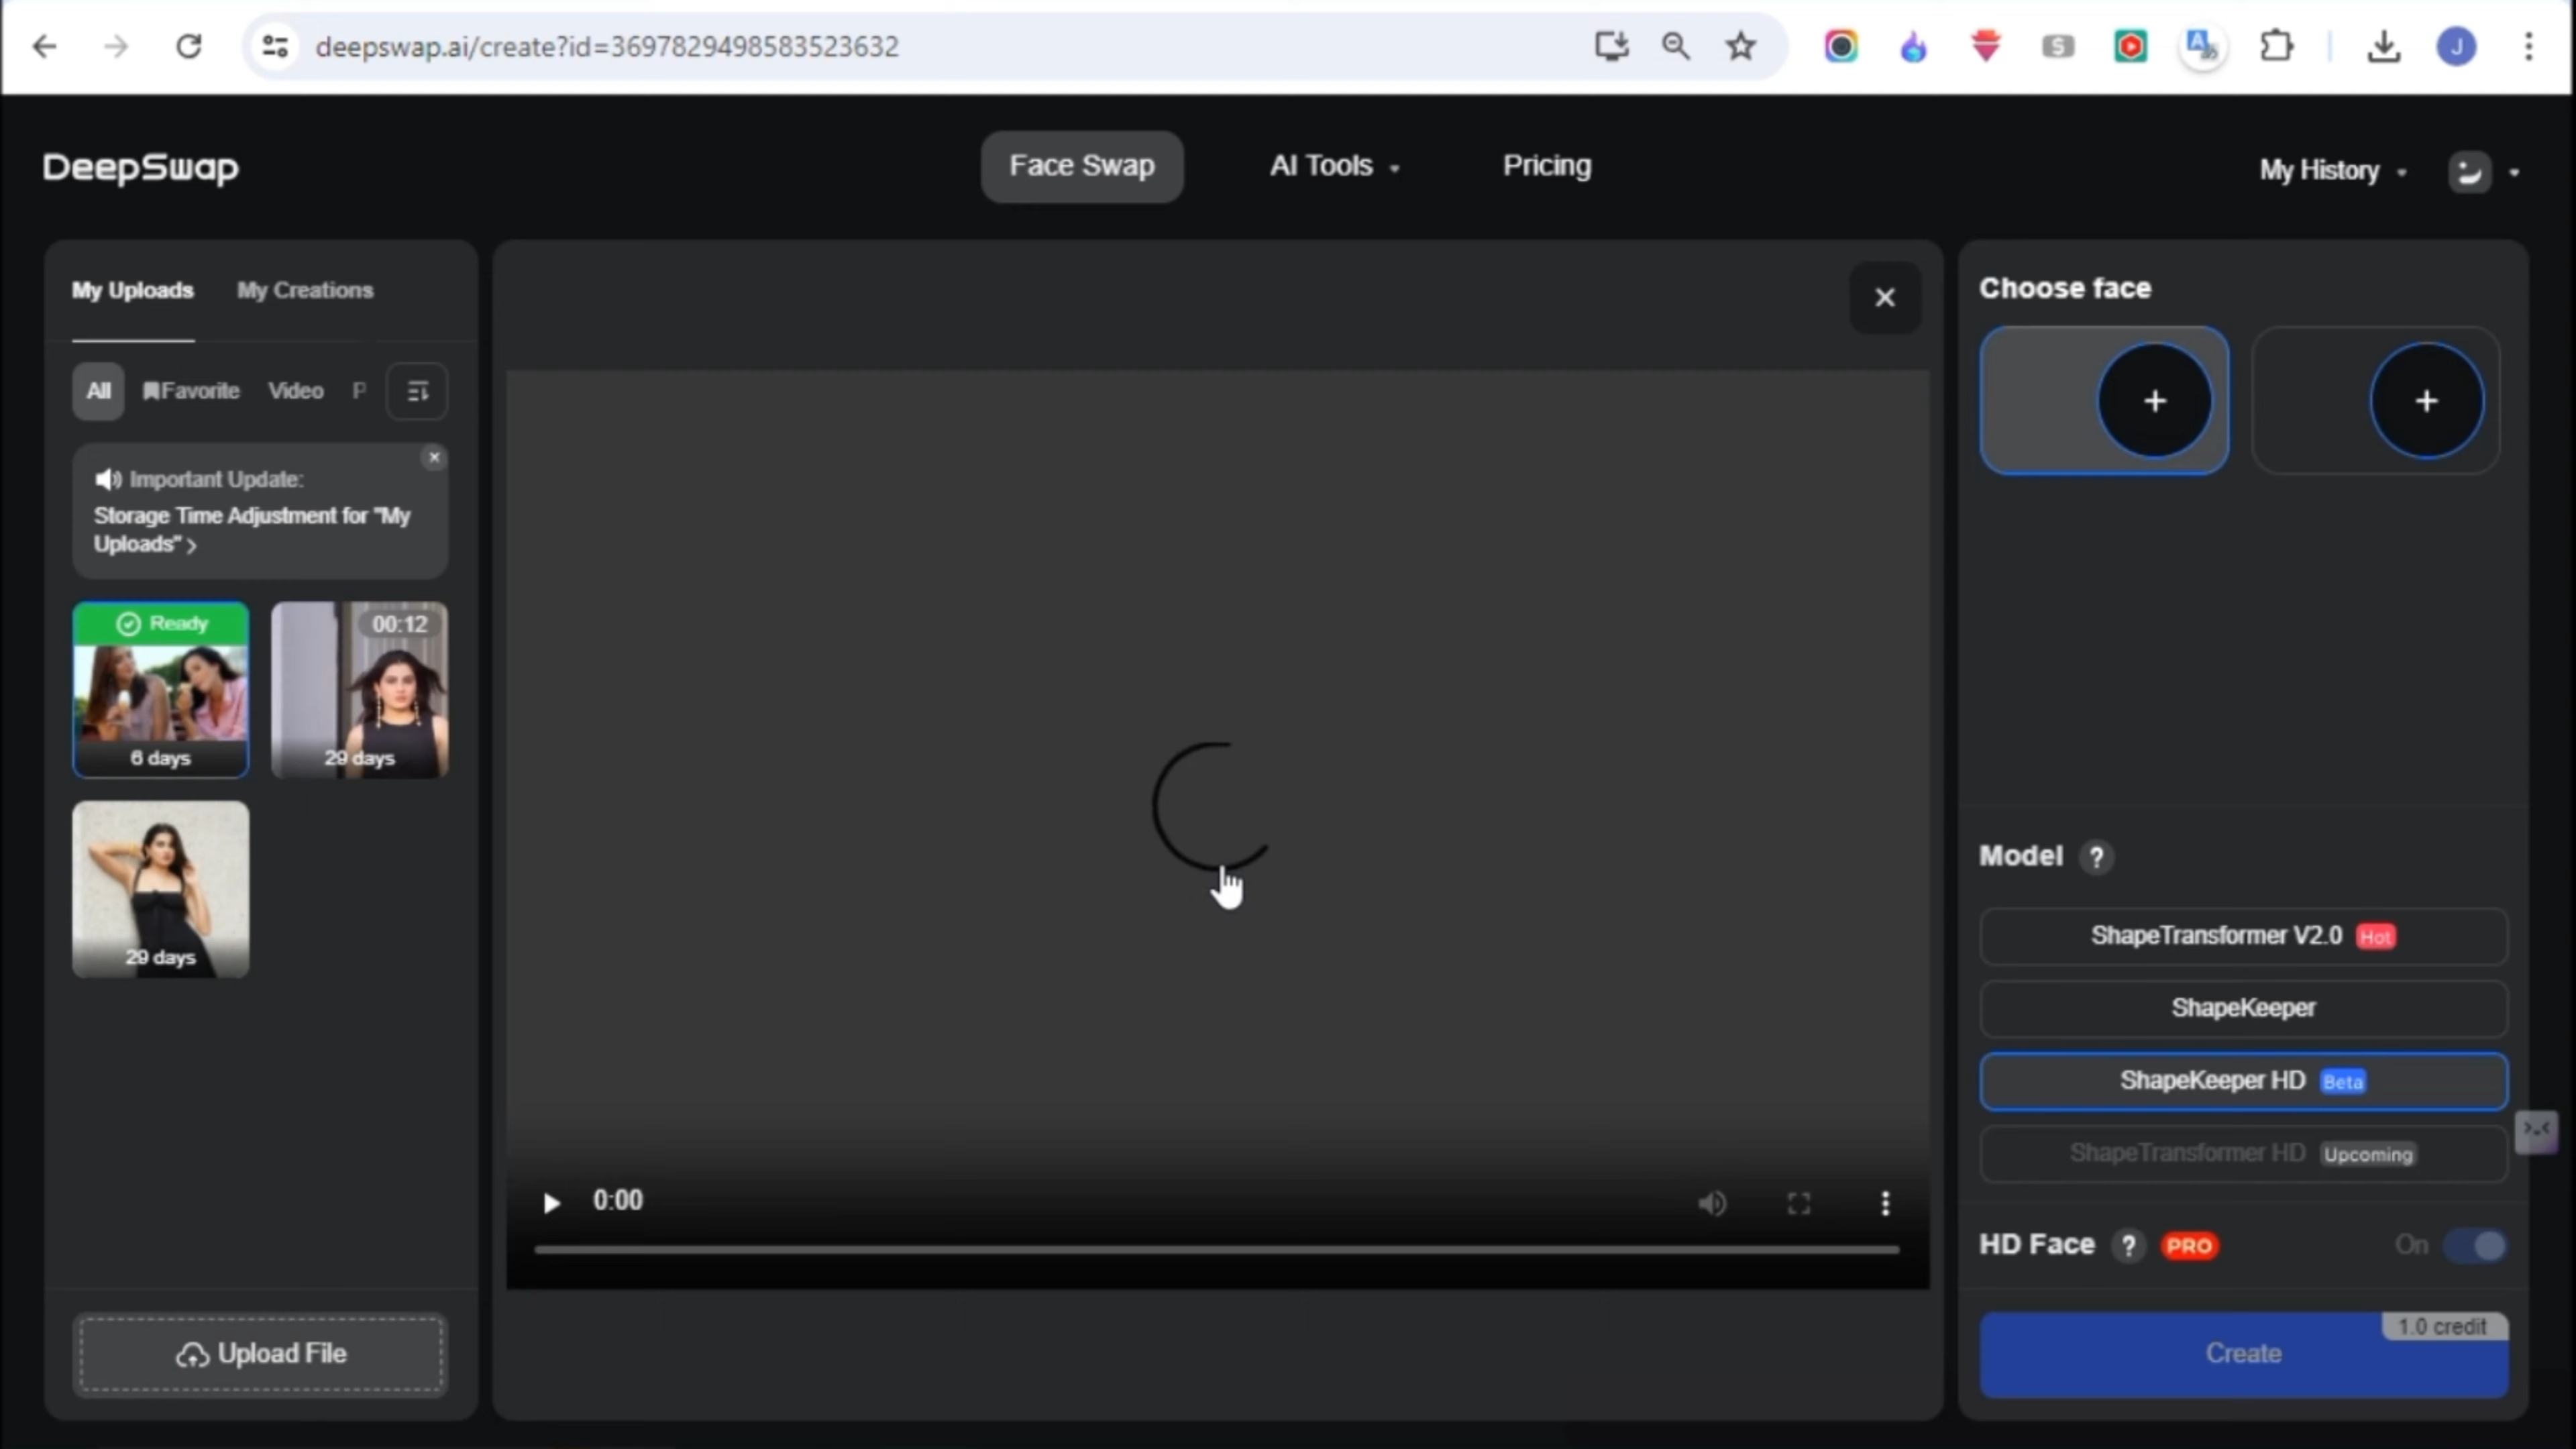 deepswap.ai/create?id=3697829498583523632
J
DeepSwap
Face Swap
AI Tools
Pricing
My History
My Uploads
My Creations
All
Favorite
Video
P
Important Update:
Storage Time Adjustment for "My
Uploads" >
Ready
6 days
00:12
29 days
29 days
Upload File
0:00
Choose face
Model ?
ShapeTransformer V2.0 Hot
ShapeKeeper
ShapeKeeper HD Beta
ShapeTransformer HD Upcoming
HD Face ? PRO
On
1.0 credit
Create